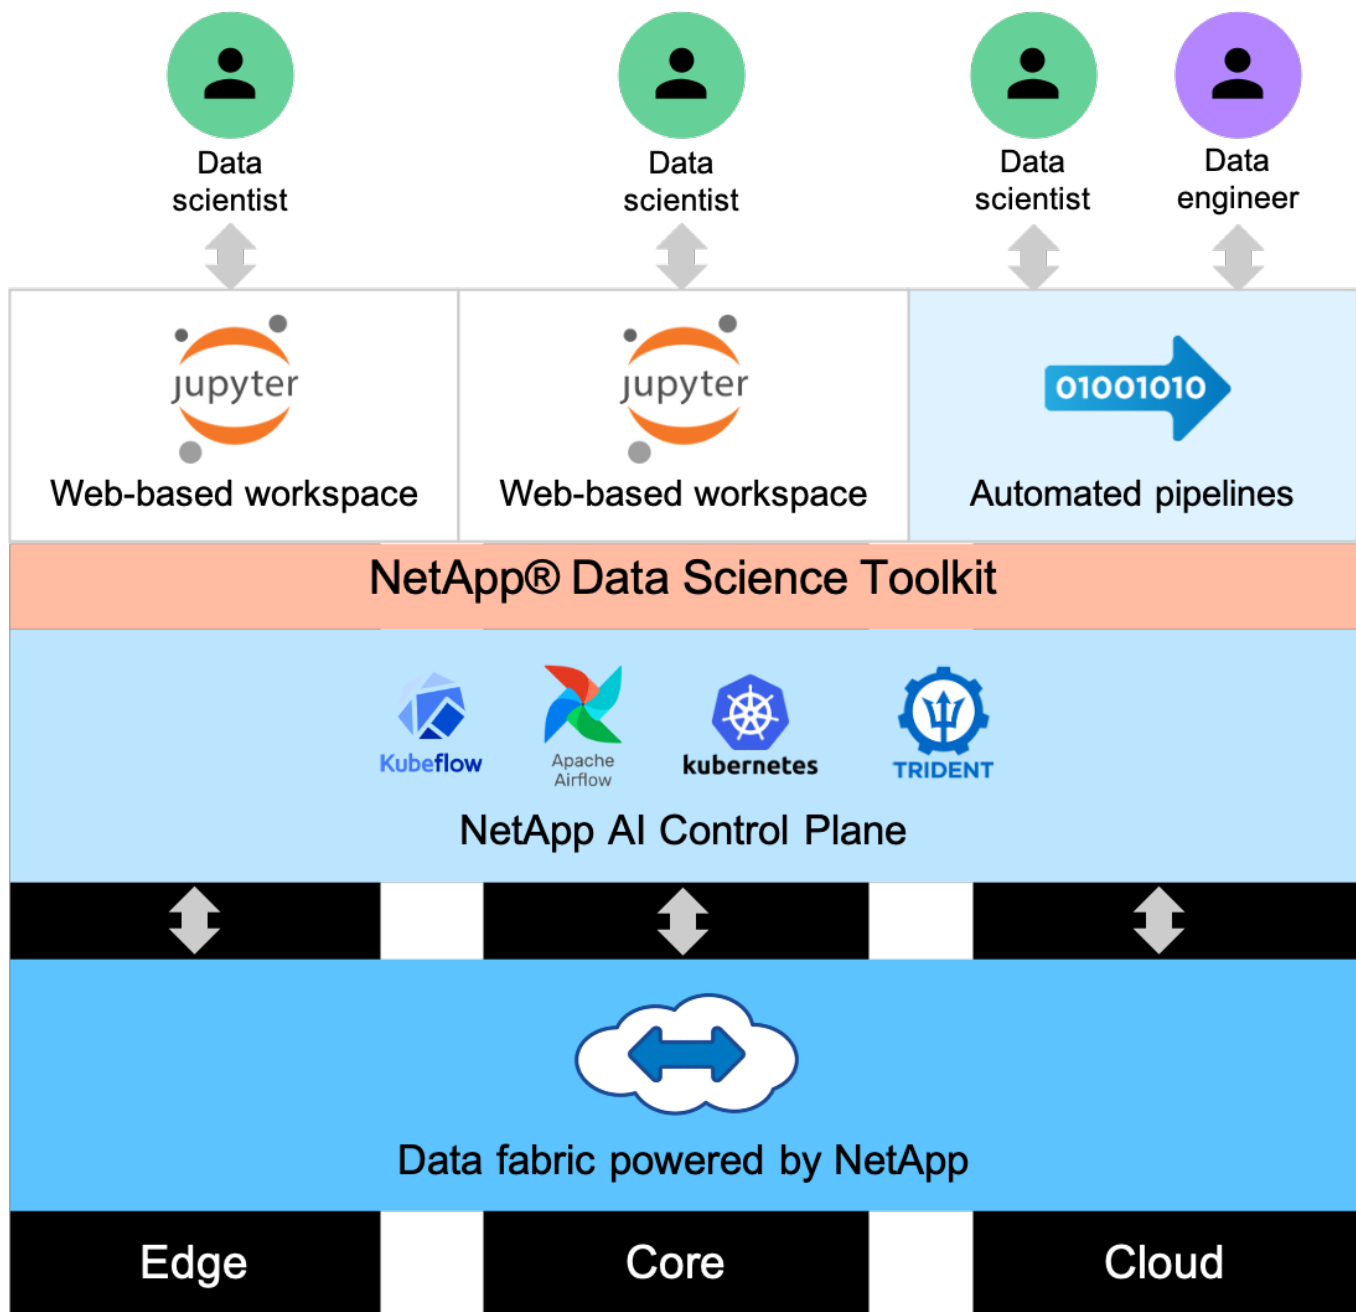 Data
scientist
Data
scientist
Data
scientist
Data
engineer
jupyter
Web-based workspace
jupyter
Web-based workspace
01001010
Automated pipelines
NetApp® Data Science Toolkit
Kubeflow
Apache
Airflow
kubernetes
TRIDENT
NetApp AI Control Plane
Data fabric powered by NetApp
Edge
Core
Cloud